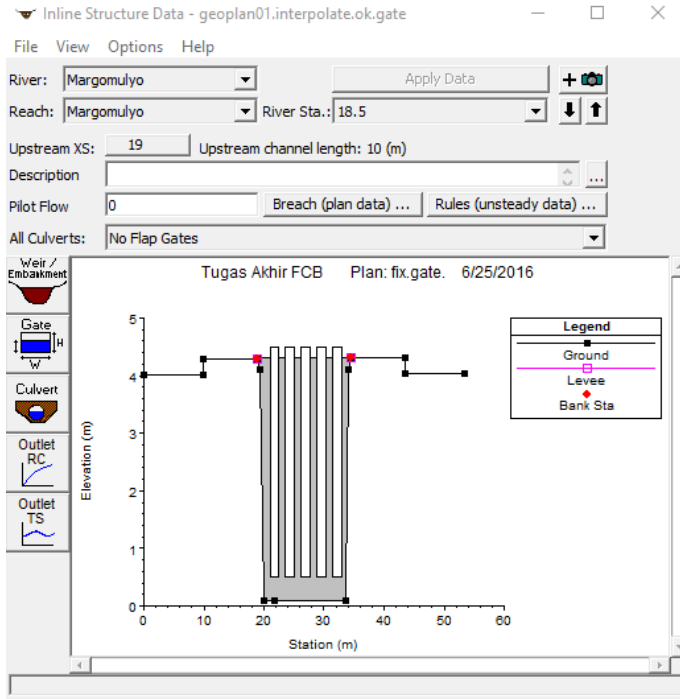 Inline Structure Data - geoplan01.interpolate.ok.gate
File View Options Help
River: Margomulyo Apply Data
Reach: Margomulyo River Sta.: 18.5
Upstream XS: 19 Upstream channel length: 10 (m)
Description ...
Pilot Flow 0 Breach (plan data) ... Rules (unsteady data) ...
All Culverts: No Flap Gates
Weir /
Embankment
Gate
H
W
Culvert
Outlet
RC
Outlet
TS
Tugas Akhir FCB Plan: fix.gate. 6/25/2016
Legend
Ground
Levee
Bank Sta
Elevation (m)
5
4
3
2
1
0
0 10 20 30 40 50 60
Station (m)